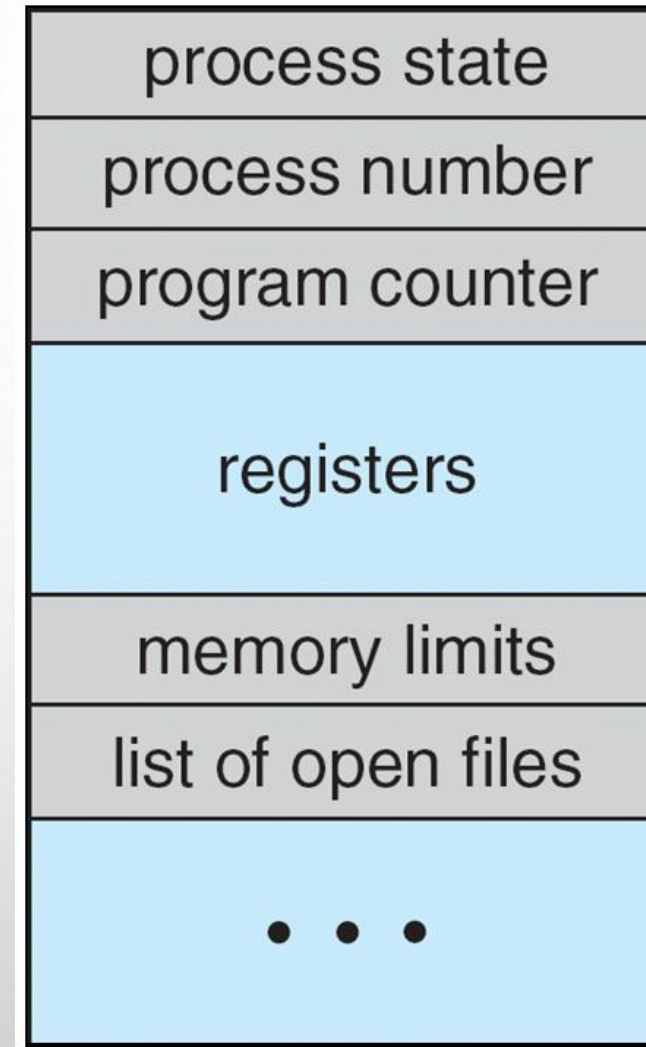 process state
process number
program counter
registers
memory limits
list of open files
• • •